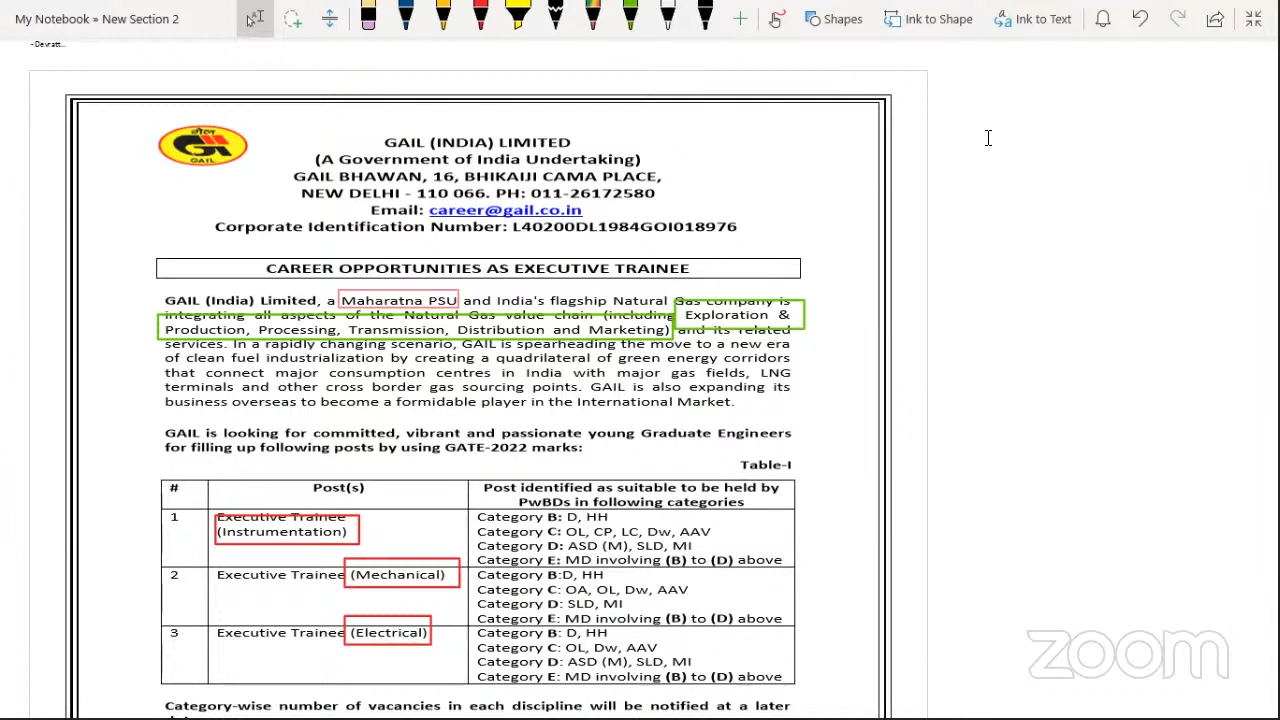 My Notebook » New Section 2
Shapes
Ink to Shape
Ink to Text
- Devratt...
गेल
GAIL
GAIL (INDIA) LIMITED
(A Government of India Undertaking)
GAIL BHAWAN, 16, BHIKAIJI CAMA PLACE,
NEW DELHI - 110 066. PH: 011-26172580
Email: career@gail.co.in
Corporate Identification Number: L40200DL1984GOI018976
CAREER OPPORTUNITIES AS EXECUTIVE TRAINEE
GAIL (India) Limited, a Maharatna PSU and India's flagship Natural Gas company is
integrating all aspects of the Natural Gas value chain (including Exploration &
Production, Processing, Transmission, Distribution and Marketing) and its related
services. In a rapidly changing scenario, GAIL is spearheading the move to a new era
of clean fuel industrialization by creating a quadrilateral of green energy corridors
that connect major consumption centres in India with major gas fields, LNG
terminals and other cross border gas sourcing points. GAIL is also expanding its
business overseas to become a formidable player in the International Market.
GAIL is looking for committed, vibrant and passionate young Graduate Engineers
for filling up following posts by using GATE-2022 marks:
Table-I
# Post(s) Post identified as suitable to be held by
PwBDs in following categories
1 Executive Trainee Category B: D, HH
(Instrumentation) Category C: OL, CP, LC, Dw, AAV
Category D: ASD (M), SLD, MI
Category E: MD involving (B) to (D) above
2 Executive Trainee (Mechanical) Category B:D, HH
Category C: OA, OL, Dw, AAV
Category D: SLD, MI
Category E: MD involving (B) to (D) above
3 Executive Trainee (Electrical) Category B: D, HH
Category C: OL, Dw, AAV
Category D: ASD (M), SLD, MI
Category E: MD involving (B) to (D) above
Category-wise number of vacancies in each discipline will be notified at a later
zoom